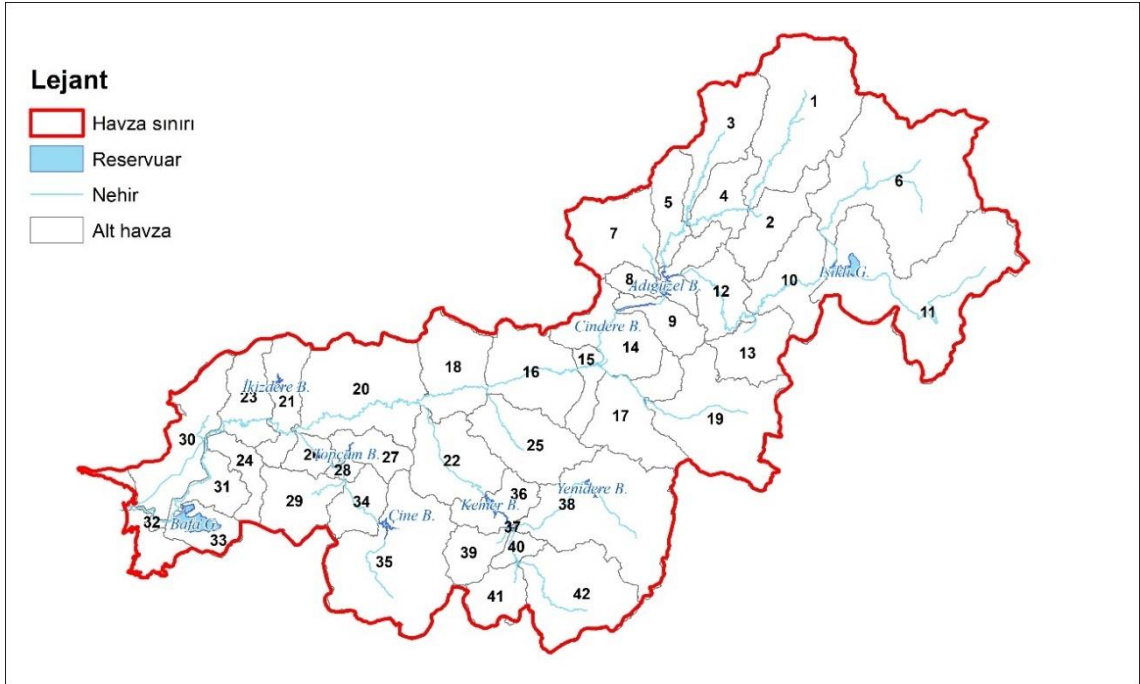 Lejant
Havza sınırı
Reservuar
Nehir
Alt havza
1
3
6
4
5
2
7
10
Işıklı G.
8
Adıgüzel B.
12
11
9
Cindere B.
14
13
15
18
16
İkizdere B.
20
23
21
17
19
30
25
24
Topçam B.
27
22
28
31
29
36
Yenidere B.
34
Kemer B.
38
32
Bafa G.
Çine B.
37
33
40
39
35
42
41